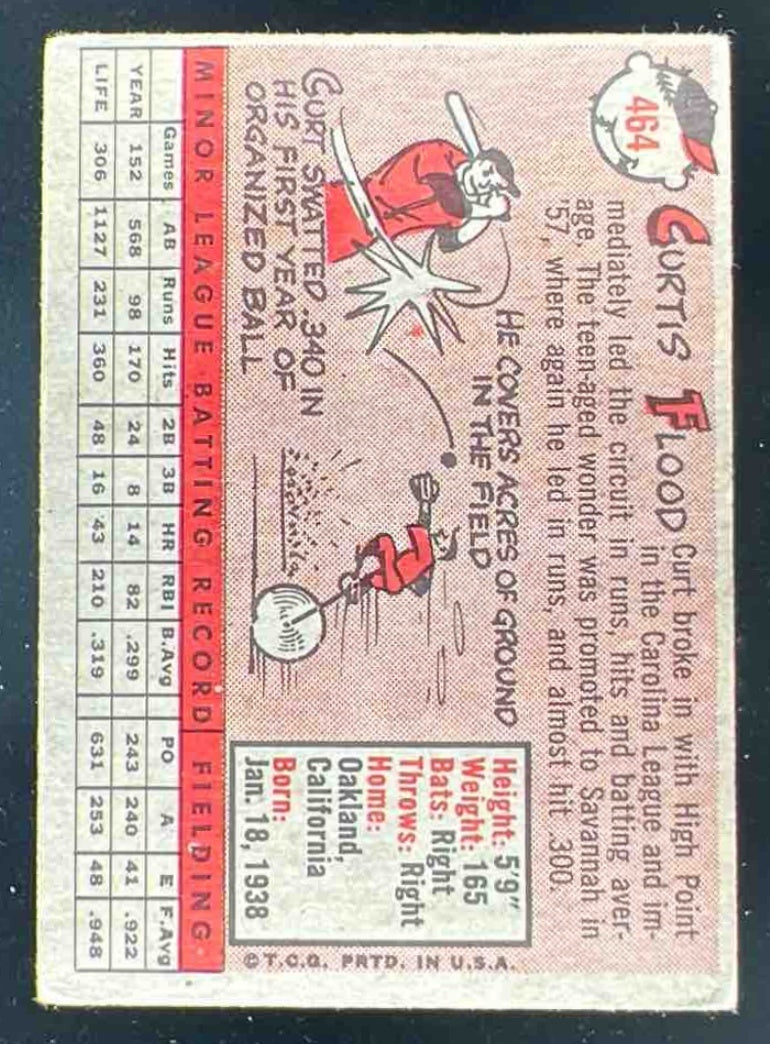 464
CURTIS FLOOD
Curt broke in with High Point
in the Carolina League and im-
mediately led the circuit in runs, hits and batting aver-
age. The teen-aged wonder was promoted to Savannah in
'57, where again he led in runs, and almost hit .300.
HE COVERS ACRES OF GROUND
IN THE FIELD
CURT SWATTED .340 IN
HIS FIRST YEAR OF
ORGANIZED BALL
Height: 5'9"
Weight: 165
Bats: Right
Throws: Right
Home:
Oakland,
California
Born:
Jan. 18, 1938
©T.C.G. PRTD. IN U.S.A.
MINOR LEAGUE BATTING RECORD FIELDING
Games AB Runs Hits 2B 3B HR RBI B.Avg PO A E F.Avg
YEAR 152 568 98 170 24 8 14 82 .299 243 240 41 .922
LIFE 306 1127 231 360 48 16 43 210 .319 631 253 48 .948